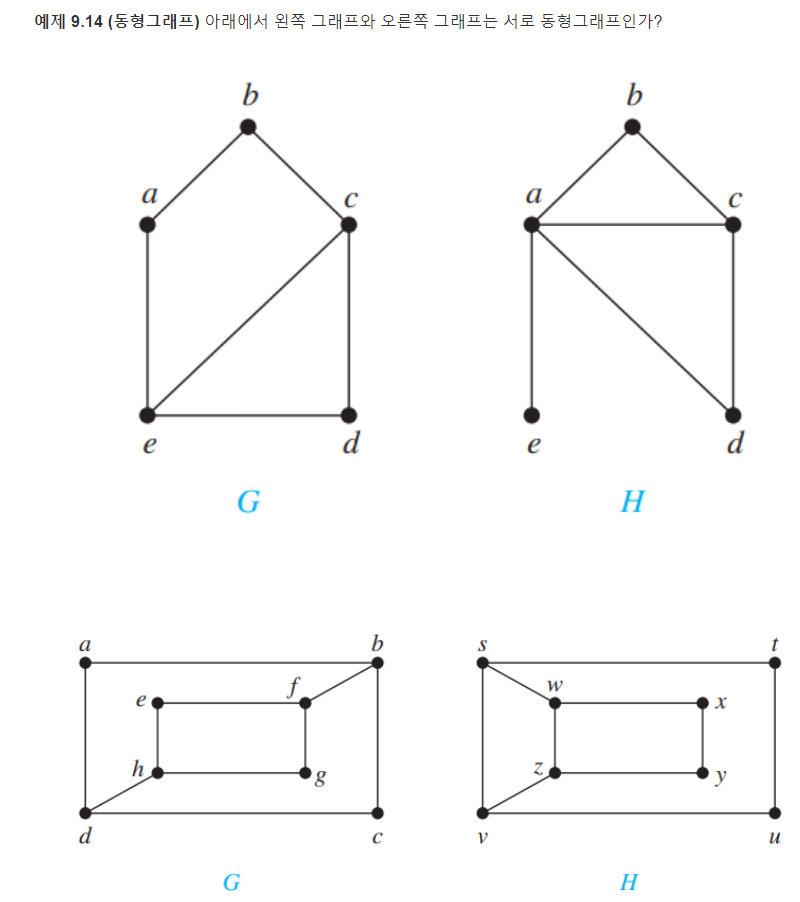 예제 9.14 (동형그래프) 아래에서 왼쪽 그래프와 오른쪽 그래프는 서로 동형그래프인가?
b b
a c a c
e d e d
G H
a b s t
e f w x
h g z y
d c v u
G H